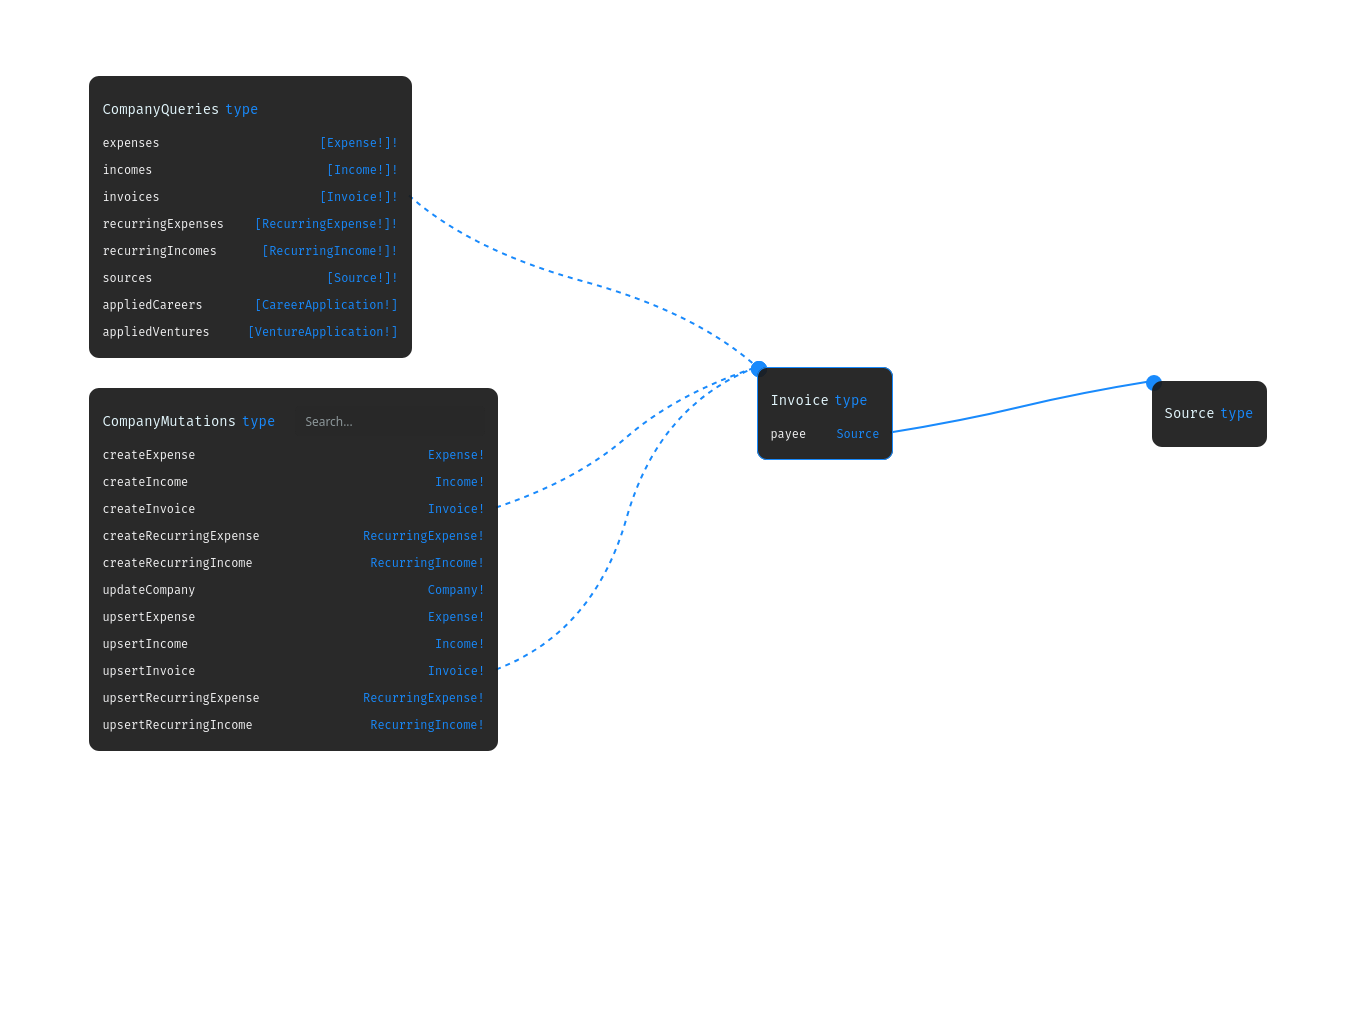 CompanyQueries type
expenses [Expense!]!
incomes [Income!]!
invoices [Invoice!]!
recurringExpenses [RecurringExpense!]!
recurringIncomes [RecurringIncome!]!
sources [Source!]!
appliedCareers [CareerApplication!]
appliedVentures [VentureApplication!]
CompanyMutations type Search...
createExpense Expense!
createIncome Income!
createInvoice Invoice!
createRecurringExpense RecurringExpense!
createRecurringIncome RecurringIncome!
updateCompany Company!
upsertExpense Expense!
upsertIncome Income!
upsertInvoice Invoice!
upsertRecurringExpense RecurringExpense!
upsertRecurringIncome RecurringIncome!
Invoice type
payee Source
Source type